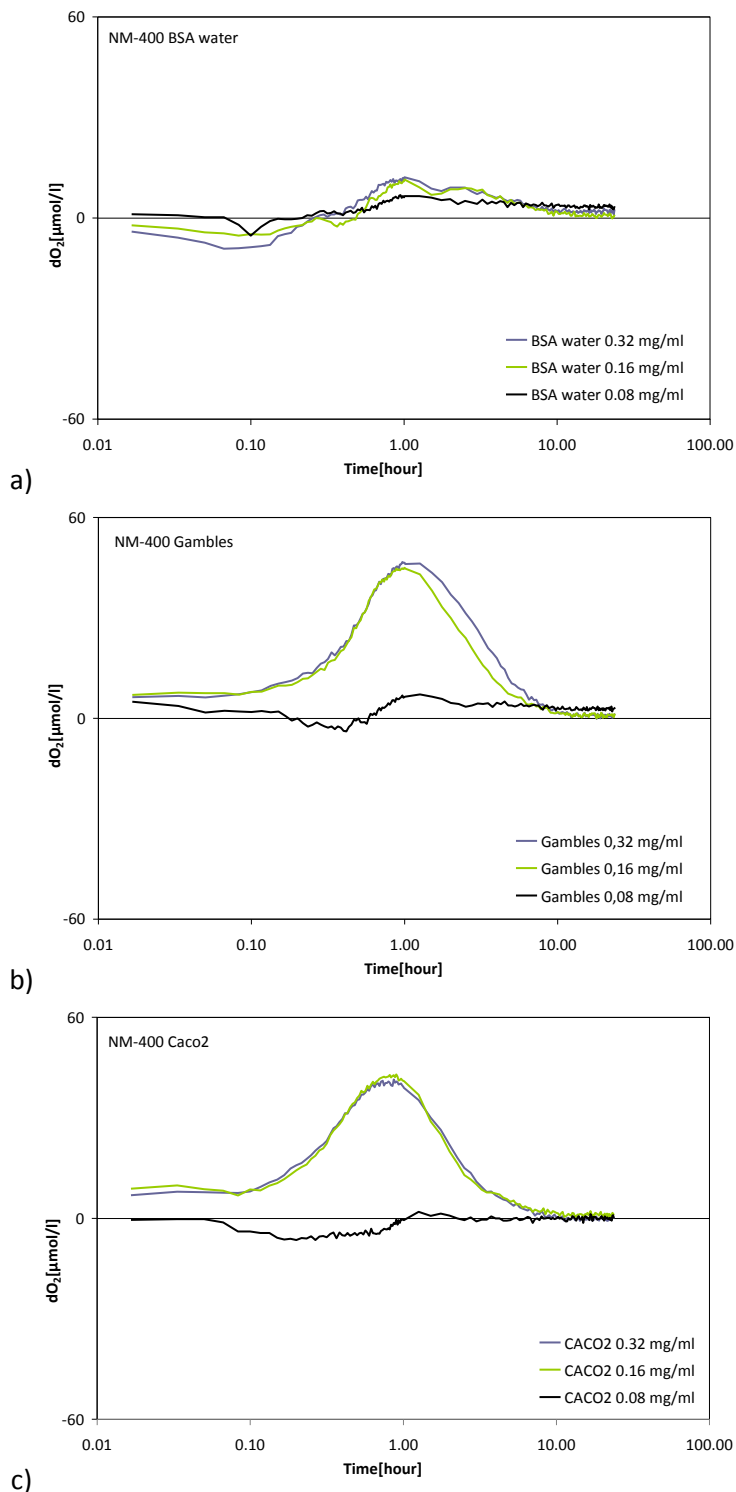 60
NM-400 BSA water
0
dO₂[µmol/l]
BSA water 0.32 mg/ml
BSA water 0.16 mg/ml
BSA water 0.08 mg/ml
-60
0.01 0.10 1.00 10.00 100.00
Time[hour]
a)
60
NM-400 Gambles
0
dO₂[µmol/l]
Gambles 0,32 mg/ml
Gambles 0,16 mg/ml
Gambles 0,08 mg/ml
-60
0.01 0.10 1.00 10.00 100.00
Time[hour]
b)
60
NM-400 Caco2
0
dO₂[µmol/l]
CACO2 0.32 mg/ml
CACO2 0.16 mg/ml
CACO2 0.08 mg/ml
-60
0.01 0.10 1.00 10.00 100.00
Time[hour]
c)